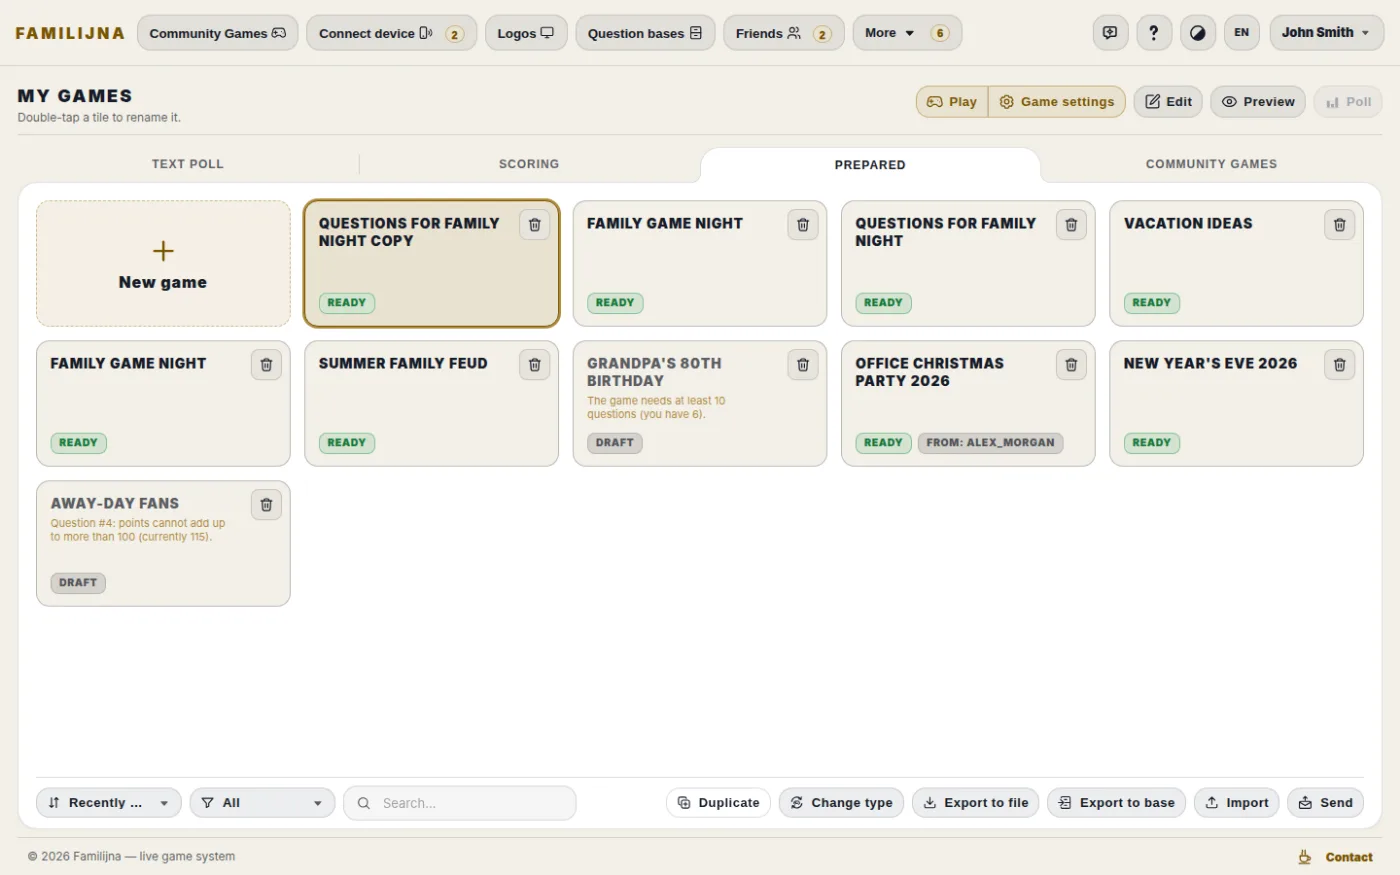 FAMILIJNA
Community Games
Connect device 2
Logos
Question bases
Friends 2
More 6
?
EN
John Smith
MY GAMES
Double-tap a tile to rename it.
Play
Game settings
Edit
Preview
Poll
TEXT POLL
SCORING
PREPARED
COMMUNITY GAMES
New game
QUESTIONS FOR FAMILY
NIGHT COPY
READY
FAMILY GAME NIGHT
READY
QUESTIONS FOR FAMILY
NIGHT
READY
VACATION IDEAS
READY
FAMILY GAME NIGHT
READY
SUMMER FAMILY FEUD
READY
GRANDPA'S 80TH
BIRTHDAY
The game needs at least 10
questions (you have 6).
DRAFT
OFFICE CHRISTMAS
PARTY 2026
READY
FROM: ALEX_MORGAN
NEW YEAR'S EVE 2026
READY
AWAY-DAY FANS
Question #4: points cannot add up
to more than 100 (currently 115).
DRAFT
Recently ...
All
Search...
Duplicate
Change type
Export to file
Export to base
Import
Send
© 2026 Familijna — live game system
Contact